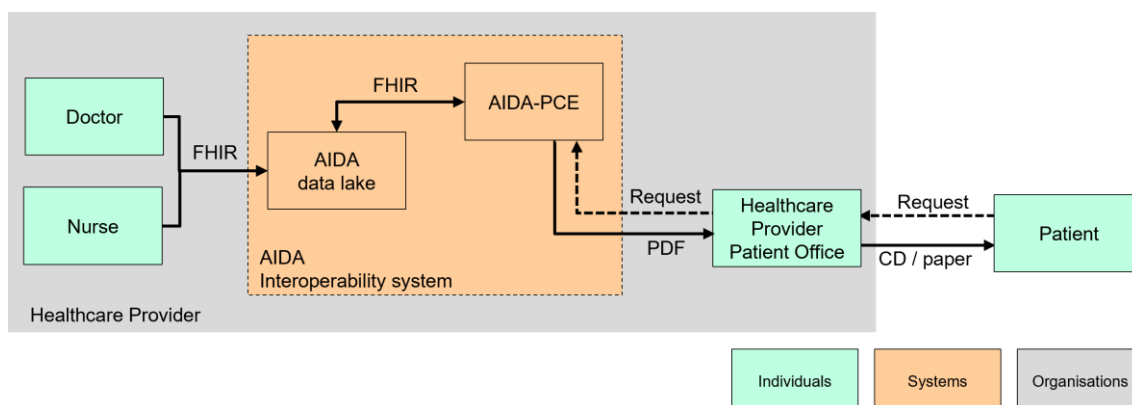 Doctor
Nurse
FHIR
FHIR
AIDA
data lake
AIDA-PCE
AIDA
Interoperability system
Healthcare Provider
Request
PDF
Healthcare
Provider
Patient Office
Request
CD / paper
Patient
Individuals
Systems
Organisations